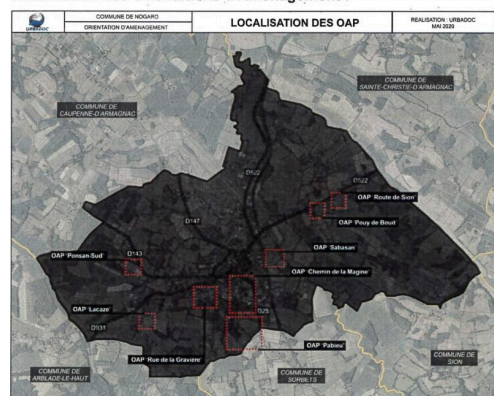 URBADOC
COMMUNE DE NOGARO
ORIENTATION D'AMENAGEMENT
LOCALISATION DES OAP
REALISATION : URBADOC
MAI 2020
COMMUNE DE
CAUPENNE-D'ARMAGNAC
COMMUNE DE
SAINTE-CHRISTIE-D'ARMAGNAC
D522
D522
OAP 'Route de Sion'
D147
OAP 'Pouy de Bouit'
OAP 'Ponsan-Sud'
D143
OAP 'Sabasan'
OAP 'Chemin de la Magine'
OAP 'Lacaze'
D25
D931
OAP 'Rue de la Gravière'
OAP 'Pabieu'
COMMUNE DE
ARBLADE-LE-HAUT
COMMUNE DE
SORBETS
COMMUNE DE
SION